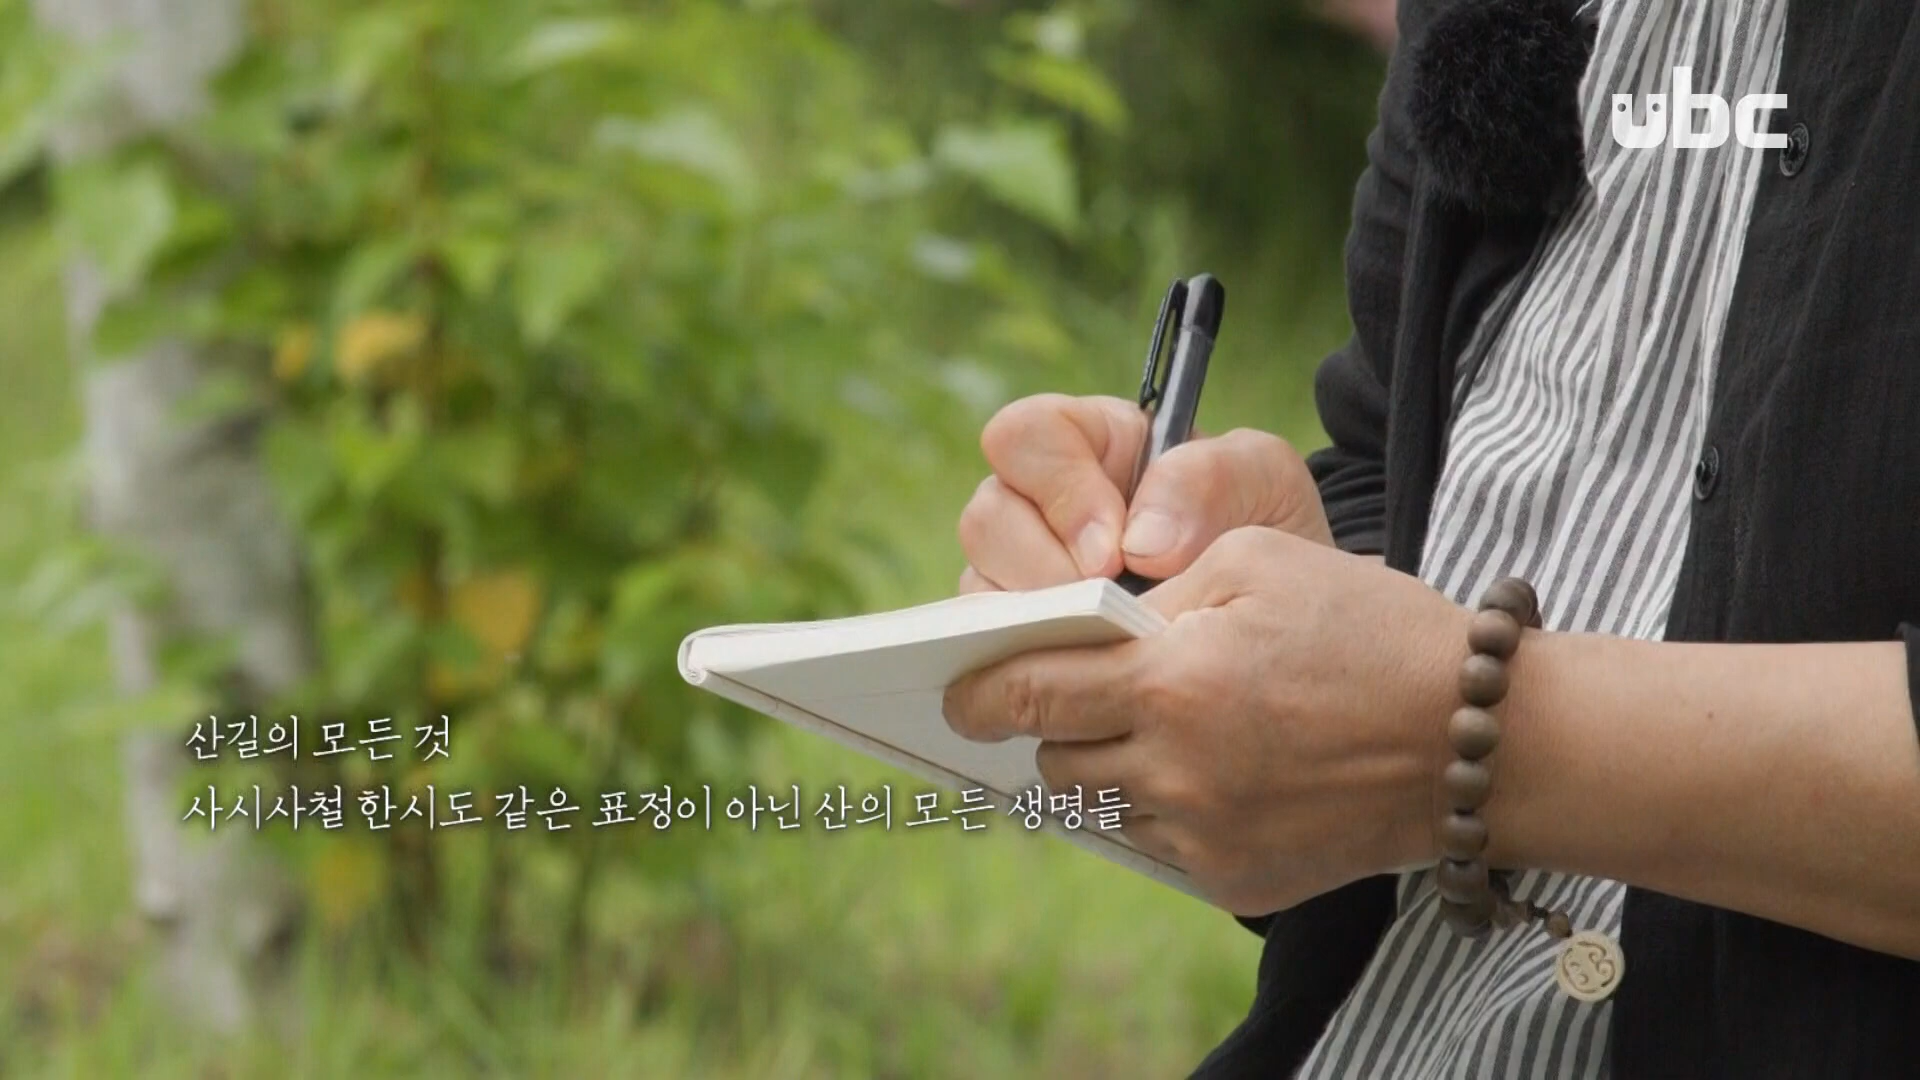 ubc
산길의 모든 것
사시사철 한시도 같은 표정이 아닌 산의 모든 생명들